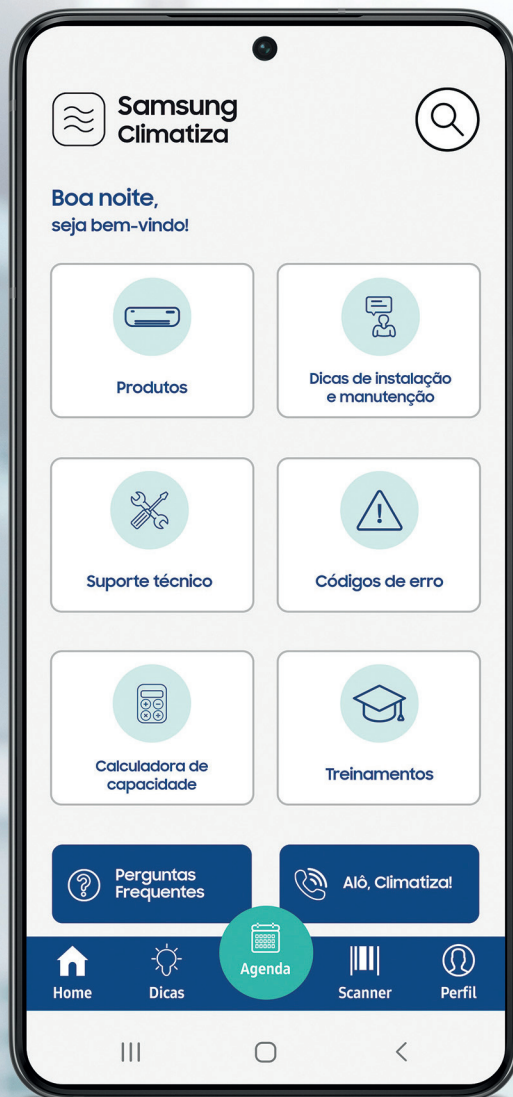 Samsung
Climatiza
Boa noite,
seja bem-vindo!
Produtos
Dicas de instalação
e manutenção
Suporte técnico
Códigos de erro
Calculadora de
capacidade
Treinamentos
Perguntas
Frequentes
Alô, Climatiza!
Home
Dicas
Agenda
Scanner
Perfil